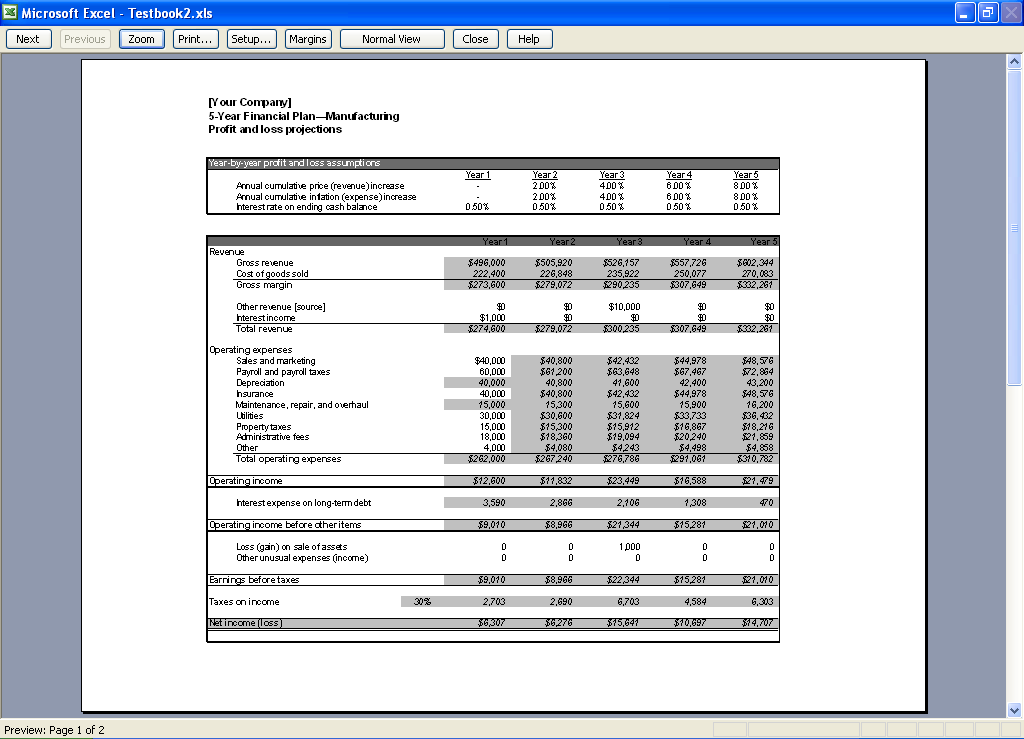 Microsoft Excel - Testbook2.xls
Next Previous Zoom Print... Setup... Margins Normal View Close Help
[Your Company]
5-Year Financial Plan—Manufacturing
Profit and loss projections
Year-by-year profit and loss assumptions
Year 1 Year 2 Year 3 Year 4 Year 5
Annual cumulative price (revenue) increase - 2.00% 4.00% 6.00% 8.00%
Annual cumulative inflation (expense) increase - 2.00% 4.00% 6.00% 8.00%
Interest rate on ending cash balance 0.50% 0.50% 0.50% 0.50% 0.50%
Year 1 Year 2 Year 3 Year 4 Year 5
Revenue
Gross revenue $496,000 $505,920 $526,157 $557,726 $602,344
Cost of goods sold 222,400 226,848 235,922 250,077 270,083
Gross margin $273,600 $279,072 $290,235 $307,649 $332,261
Other revenue [source] $0 $0 $10,000 $0 $0
Interest income $1,000 $0 $0 $0 $0
Total revenue $274,600 $279,072 $300,235 $307,649 $332,261
Operating expenses
Sales and marketing $40,000 $40,800 $42,432 $44,978 $48,576
Payroll and payroll taxes 60,000 $61,200 $63,648 $67,467 $72,864
Depreciation 40,000 40,800 41,600 42,400 43,200
Insurance 40,000 $40,800 $42,432 $44,978 $48,576
Maintenance, repair, and overhaul 15,000 15,300 15,600 15,900 16,200
Utilities 30,000 $30,600 $31,824 $33,733 $36,432
Property taxes 15,000 $15,300 $15,912 $16,867 $18,216
Administrative fees 18,000 $18,360 $19,094 $20,240 $21,859
Other 4,000 $4,080 $4,243 $4,498 $4,858
Total operating expenses $262,000 $267,240 $276,786 $291,061 $310,782
Operating income $12,600 $11,832 $23,449 $16,588 $21,479
Interest expense on long-term debt 3,590 2,866 2,106 1,308 470
Operating income before other items $9,010 $8,966 $21,344 $15,281 $21,010
Loss (gain) on sale of assets 0 0 1,000 0 0
Other unusual expenses (income) 0 0 0 0 0
Earnings before taxes $9,010 $8,966 $22,344 $15,281 $21,010
Taxes on income 30% 2,703 2,690 6,703 4,584 6,303
Net income (loss) $6,307 $6,276 $15,641 $10,697 $14,707
Preview: Page 1 of 2